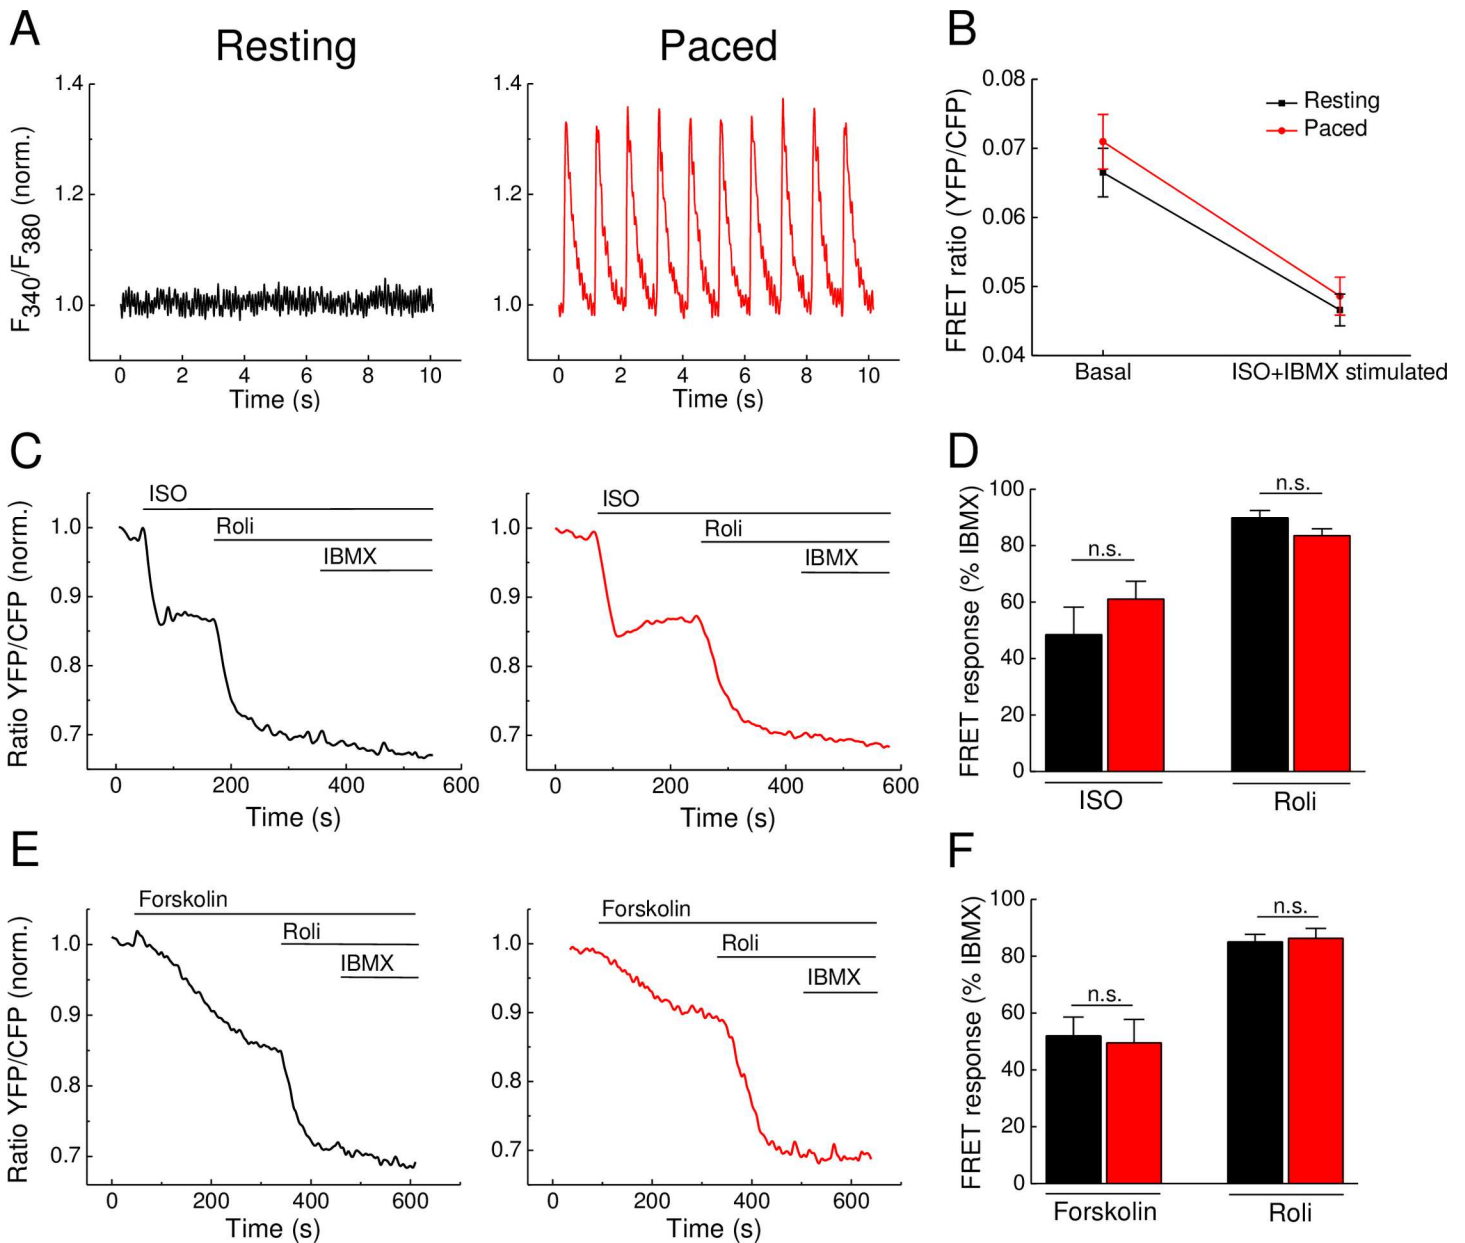 A
Resting
Paced
1.4
1.2
1.0
F340/F380 (norm.)
0 2 4 6 8 10
Time (s)
1.4
1.2
1.0
0 2 4 6 8 10
Time (s)
B
0.08
0.07
0.06
0.05
0.04
FRET ratio (YFP/CFP)
Resting
Paced
Basal
ISO+IBMX stimulated
C
ISO
Roli
IBMX
1.0
0.9
0.8
0.7
Ratio YFP/CFP (norm.)
0 200 400 600
Time (s)
ISO
Roli
IBMX
1.0
0.9
0.8
0.7
0 200 400 600
Time (s)
D
100
80
60
40
20
0
FRET response (% IBMX)
n.s.
n.s.
ISO
Roli
E
Forskolin
Roli
IBMX
1.0
0.9
0.8
0.7
Ratio YFP/CFP (norm.)
0 200 400 600
Time (s)
Forskolin
Roli
IBMX
1.0
0.9
0.8
0.7
0 200 400 600
Time (s)
F
100
80
60
40
20
0
FRET response (% IBMX)
n.s.
n.s.
Forskolin
Roli